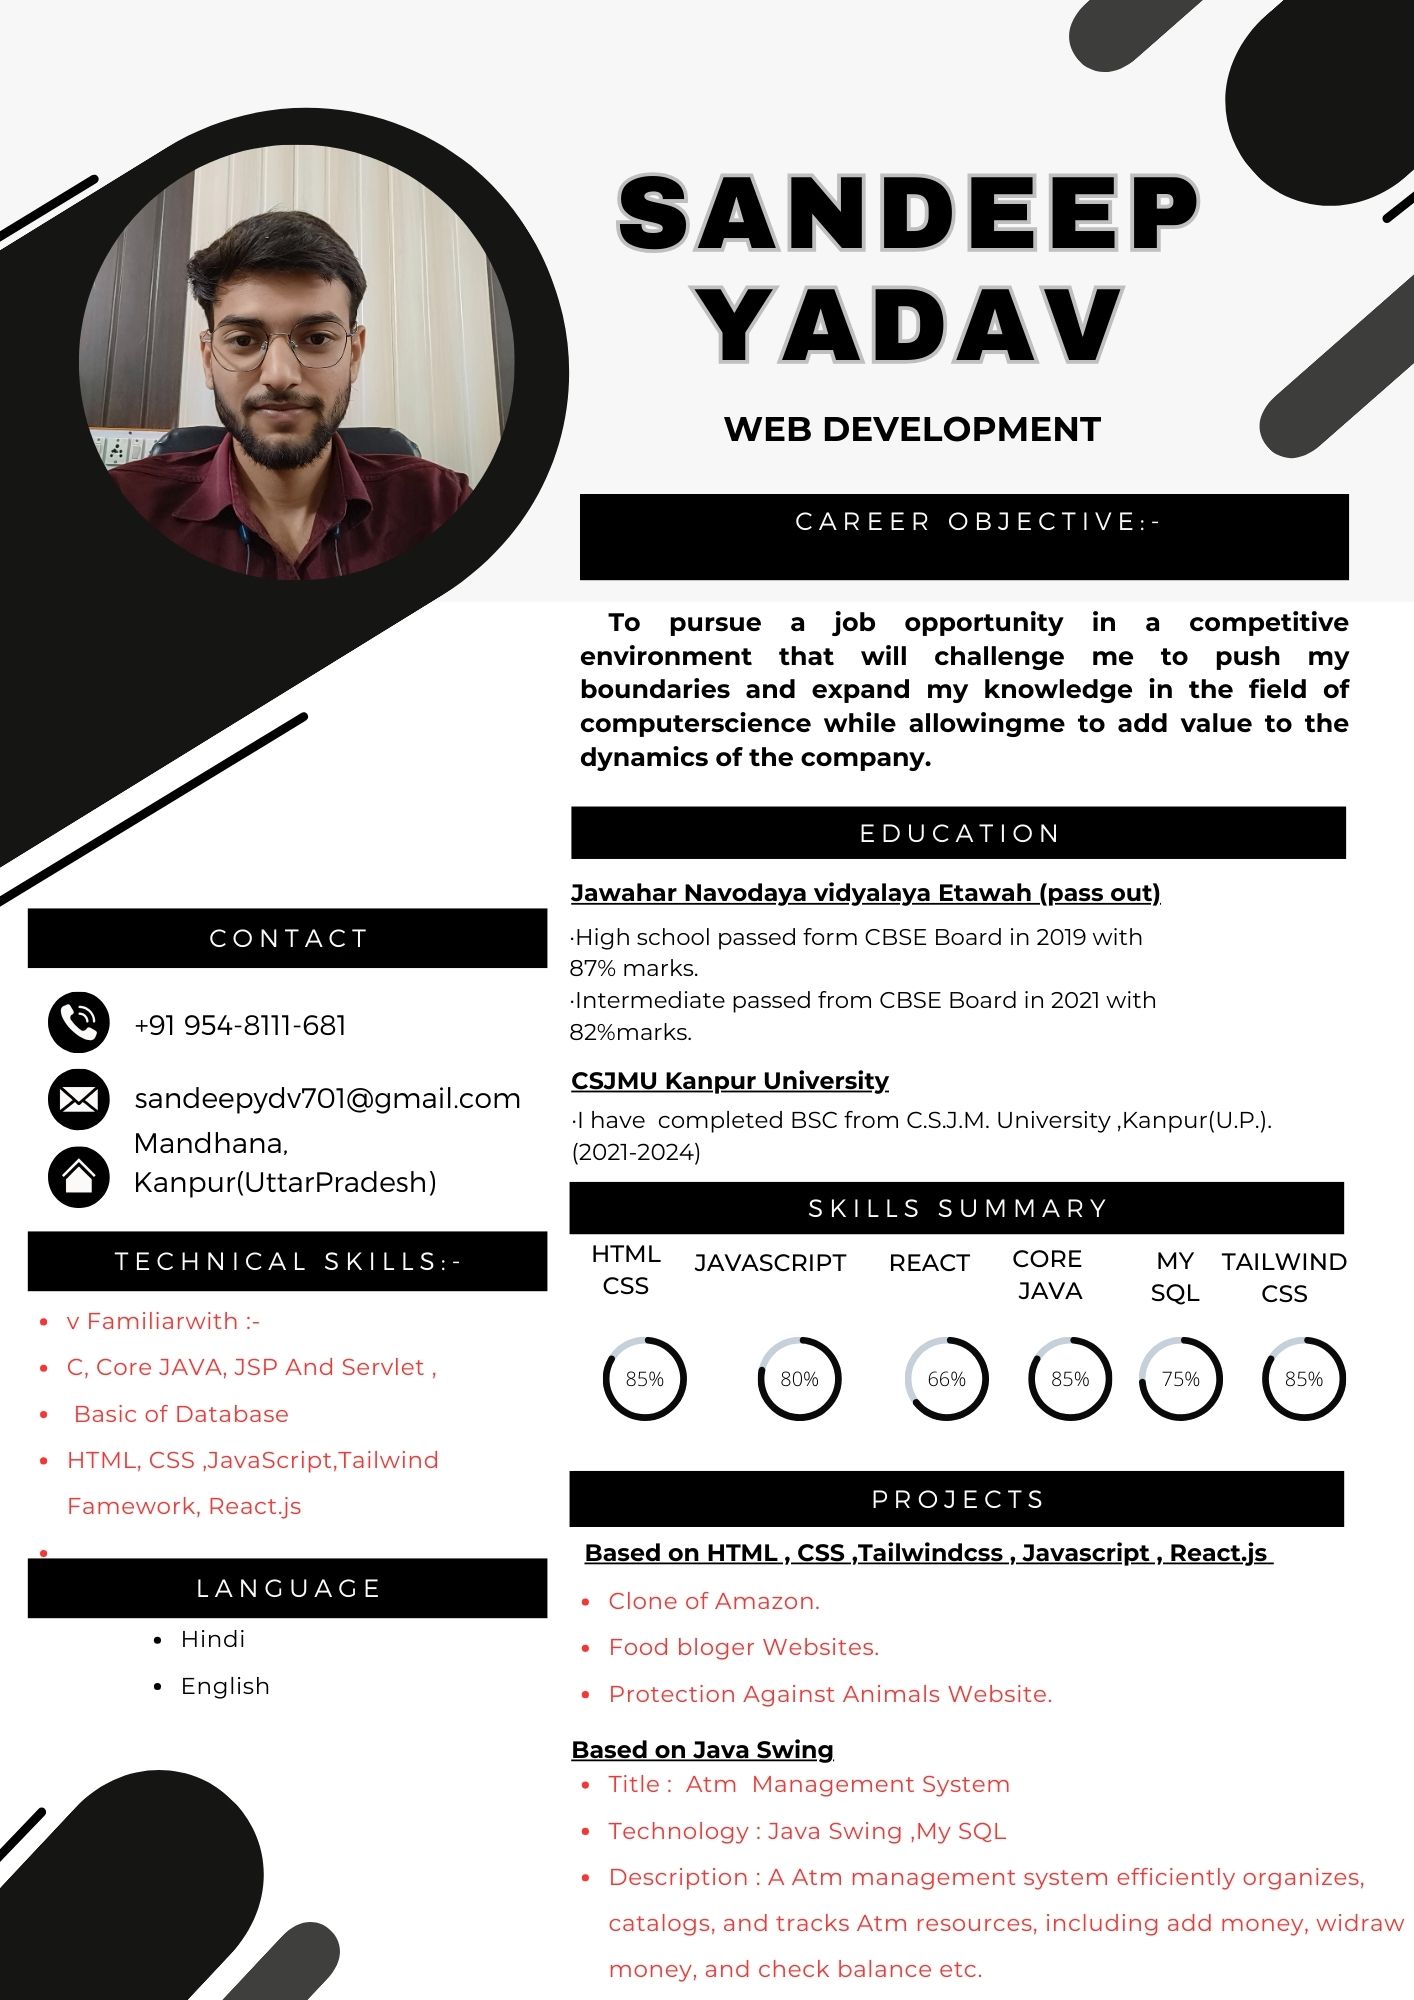 SANDEEP
YADAV
WEB DEVELOPMENT
CAREER OBJECTIVE:-
To pursue a job opportunity in a competitive
environment that will challenge me to push my
boundaries and expand my knowledge in the field of
computerscience while allowingme to add value to the
dynamics of the company.
EDUCATION
Jawahar Navodaya vidyalaya Etawah (pass out)
·High school passed form CBSE Board in 2019 with
87% marks.
·Intermediate passed from CBSE Board in 2021 with
82%marks.
CSJMU Kanpur University
·I have  completed BSC from C.S.J.M. University ,Kanpur(U.P.).
(2021-2024)
CONTACT
+91 954-8111-681
sandeepydv701@gmail.com
Mandhana,
Kanpur(UttarPradesh)
TECHNICAL SKILLS:-
• v Familiarwith :-
• C, Core JAVA, JSP And Servlet ,
• Basic of Database
• HTML, CSS ,JavaScript,Tailwind
Famework, React.js
•
LANGUAGE
• Hindi
• English
SKILLS SUMMARY
HTML
CSS
JAVASCRIPT
REACT
CORE
JAVA
MY
SQL
TAILWIND
CSS
85% 80% 66% 85% 75% 85%
PROJECTS
Based on HTML , CSS ,Tailwindcss , Javascript , React.js
• Clone of Amazon.
• Food bloger Websites.
• Protection Against Animals Website.
Based on Java Swing
• Title :  Atm  Management System
• Technology : Java Swing ,My SQL
• Description : A Atm management system efficiently organizes,
catalogs, and tracks Atm resources, including add money, widraw
money, and check balance etc.